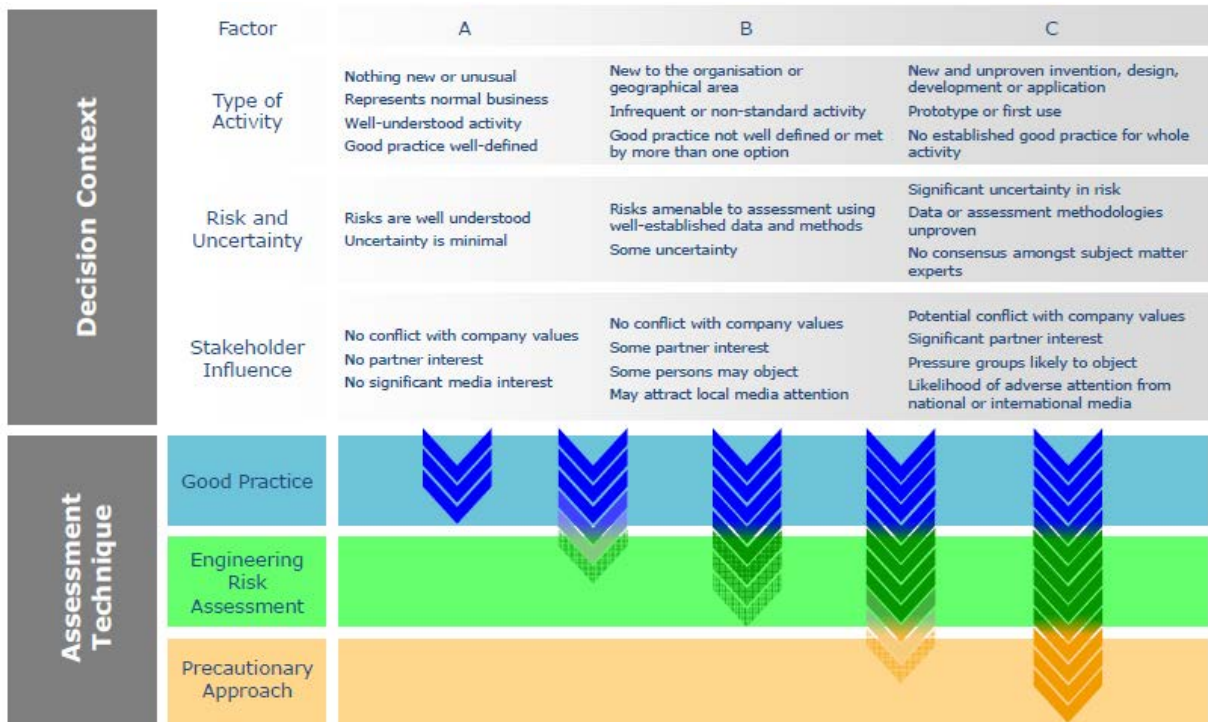 Decision Context
Factor
A
B
C
Type of
Activity
Nothing new or unusual
Represents normal business
Well-understood activity
Good practice well-defined
New to the organisation or
geographical area
Infrequent or non-standard activity
Good practice not well defined or met
by more than one option
New and unproven invention, design,
development or application
Prototype or first use
No established good practice for whole
activity
Risk and
Uncertainty
Risks are well understood
Uncertainty is minimal
Risks amenable to assessment using
well-established data and methods
Some uncertainty
Significant uncertainty in risk
Data or assessment methodologies
unproven
No consensus amongst subject matter
experts
Stakeholder
Influence
No conflict with company values
No partner interest
No significant media interest
No conflict with company values
Some partner interest
Some persons may object
May attract local media attention
Potential conflict with company values
Significant partner interest
Pressure groups likely to object
Likelihood of adverse attention from
national or international media
Assessment
Technique
Good Practice
Engineering
Risk
Assessment
Precautionary
Approach